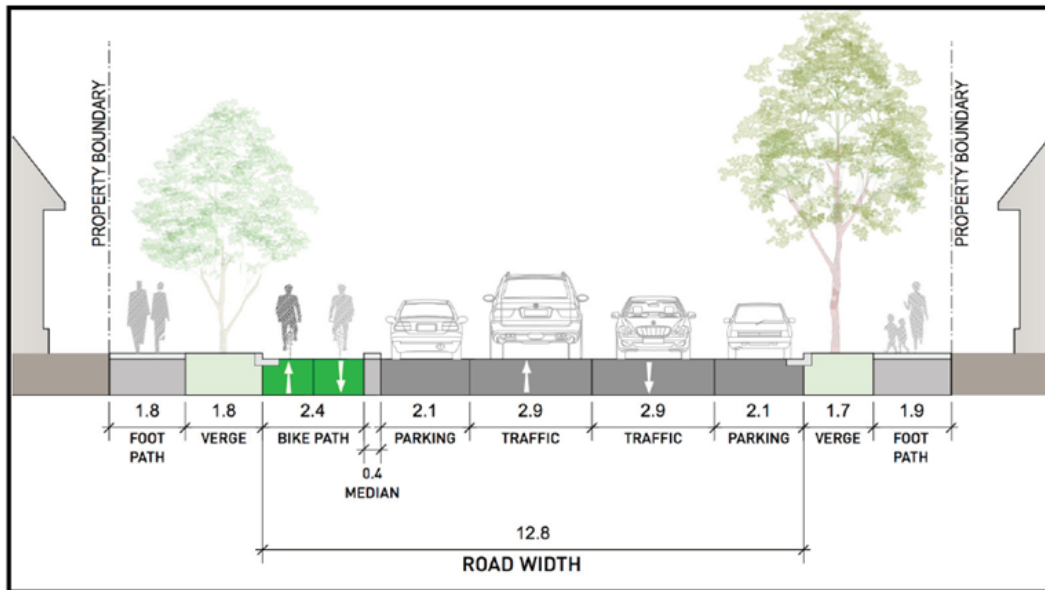 PROPERTY BOUNDARY
PROPERTY BOUNDARY
1.8 1.8 2.4 2.1 2.9 2.9 2.1 1.7 1.9
FOOT VERGE BIKE PATH PARKING TRAFFIC TRAFFIC PARKING VERGE FOOT
PATH PATH
0.4
MEDIAN
12.8
ROAD WIDTH